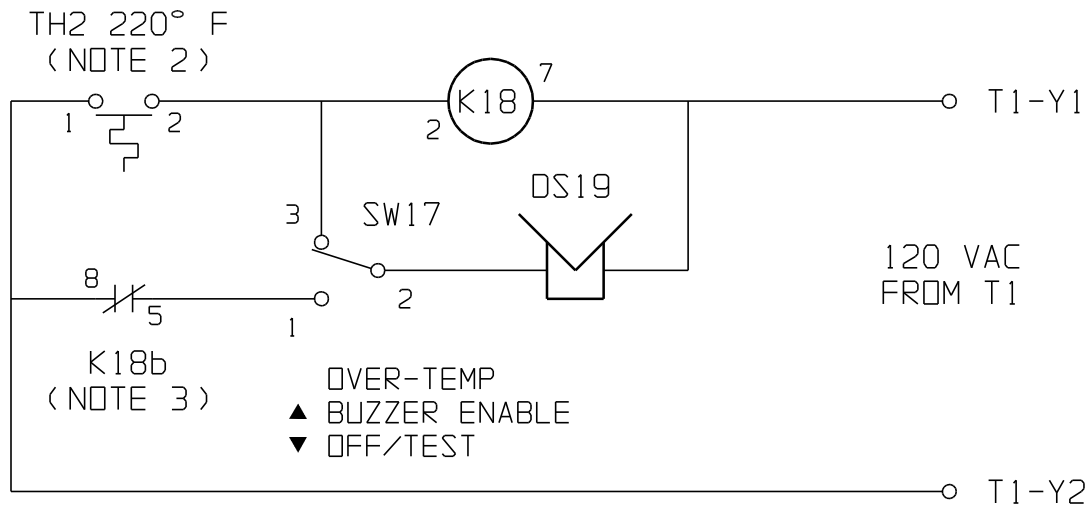 TH2 220° F
(NOTE 2)
7
K18
T1-Y1
1
2
2
DS19
3
SW17
120 VAC
FROM T1
8
5
2
1
K18b
(NOTE 3)
OVER-TEMP
▲ BUZZER ENABLE
▼ OFF/TEST
T1-Y2